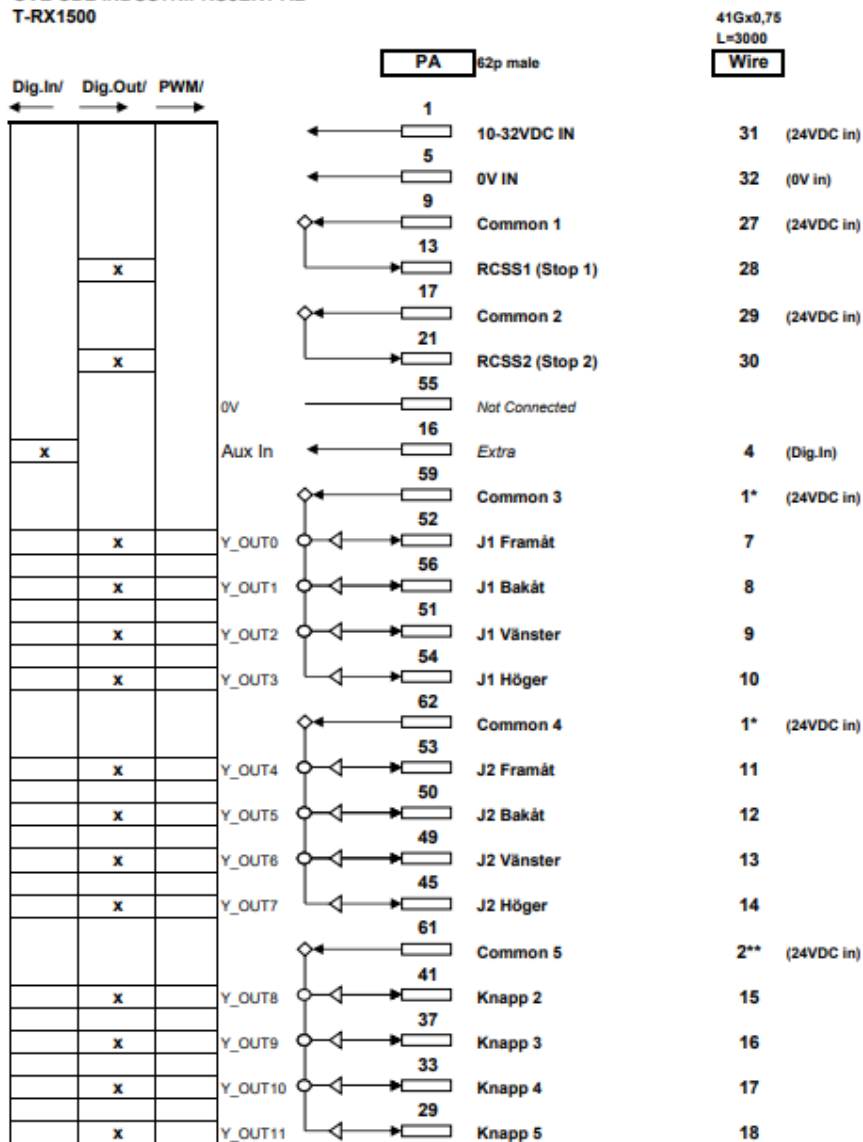 T-RX1500
41Gx0,75
L=3000
PA 62p male Wire
Dig.In/ Dig.Out/ PWM/
1
10-32VDC IN 31 (24VDC in)
5
0V IN 32 (0V in)
9
Common 1 27 (24VDC in)
13
x RCSS1 (Stop 1) 28
17
Common 2 29 (24VDC in)
21
x RCSS2 (Stop 2) 30
55
0V Not Connected
16
x Aux In Extra 4 (Dig.In)
59
Common 3 1* (24VDC in)
52
x Y_OUT0 J1 Framåt 7
56
x Y_OUT1 J1 Bakåt 8
51
x Y_OUT2 J1 Vänster 9
54
x Y_OUT3 J1 Höger 10
62
Common 4 1* (24VDC in)
53
x Y_OUT4 J2 Framåt 11
50
x Y_OUT5 J2 Bakåt 12
49
x Y_OUT6 J2 Vänster 13
45
x Y_OUT7 J2 Höger 14
61
Common 5 2** (24VDC in)
41
x Y_OUT8 Knapp 2 15
37
x Y_OUT9 Knapp 3 16
33
x Y_OUT10 Knapp 4 17
29
x Y_OUT11 Knapp 5 18